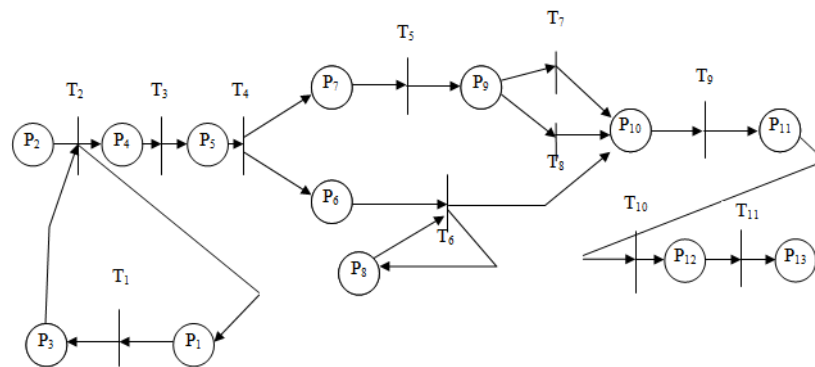 T7
T5
T2 T3 T4 T9
P7 P9
P2 P4 P5 P10 P11
T8
P6
T10 T11
T6
P8 P12 P13
T1
P3 P1